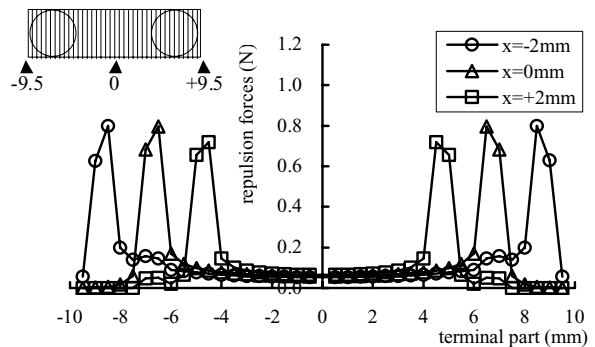 -9.5 0 +9.5
repulsion forces (N)
1.2
1.0
0.8
0.6
0.4
0.2
0.0
x=-2mm
x=0mm
x=+2mm
-10 -8 -6 -4 -2 0 2 4 6 8 10
terminal part (mm)